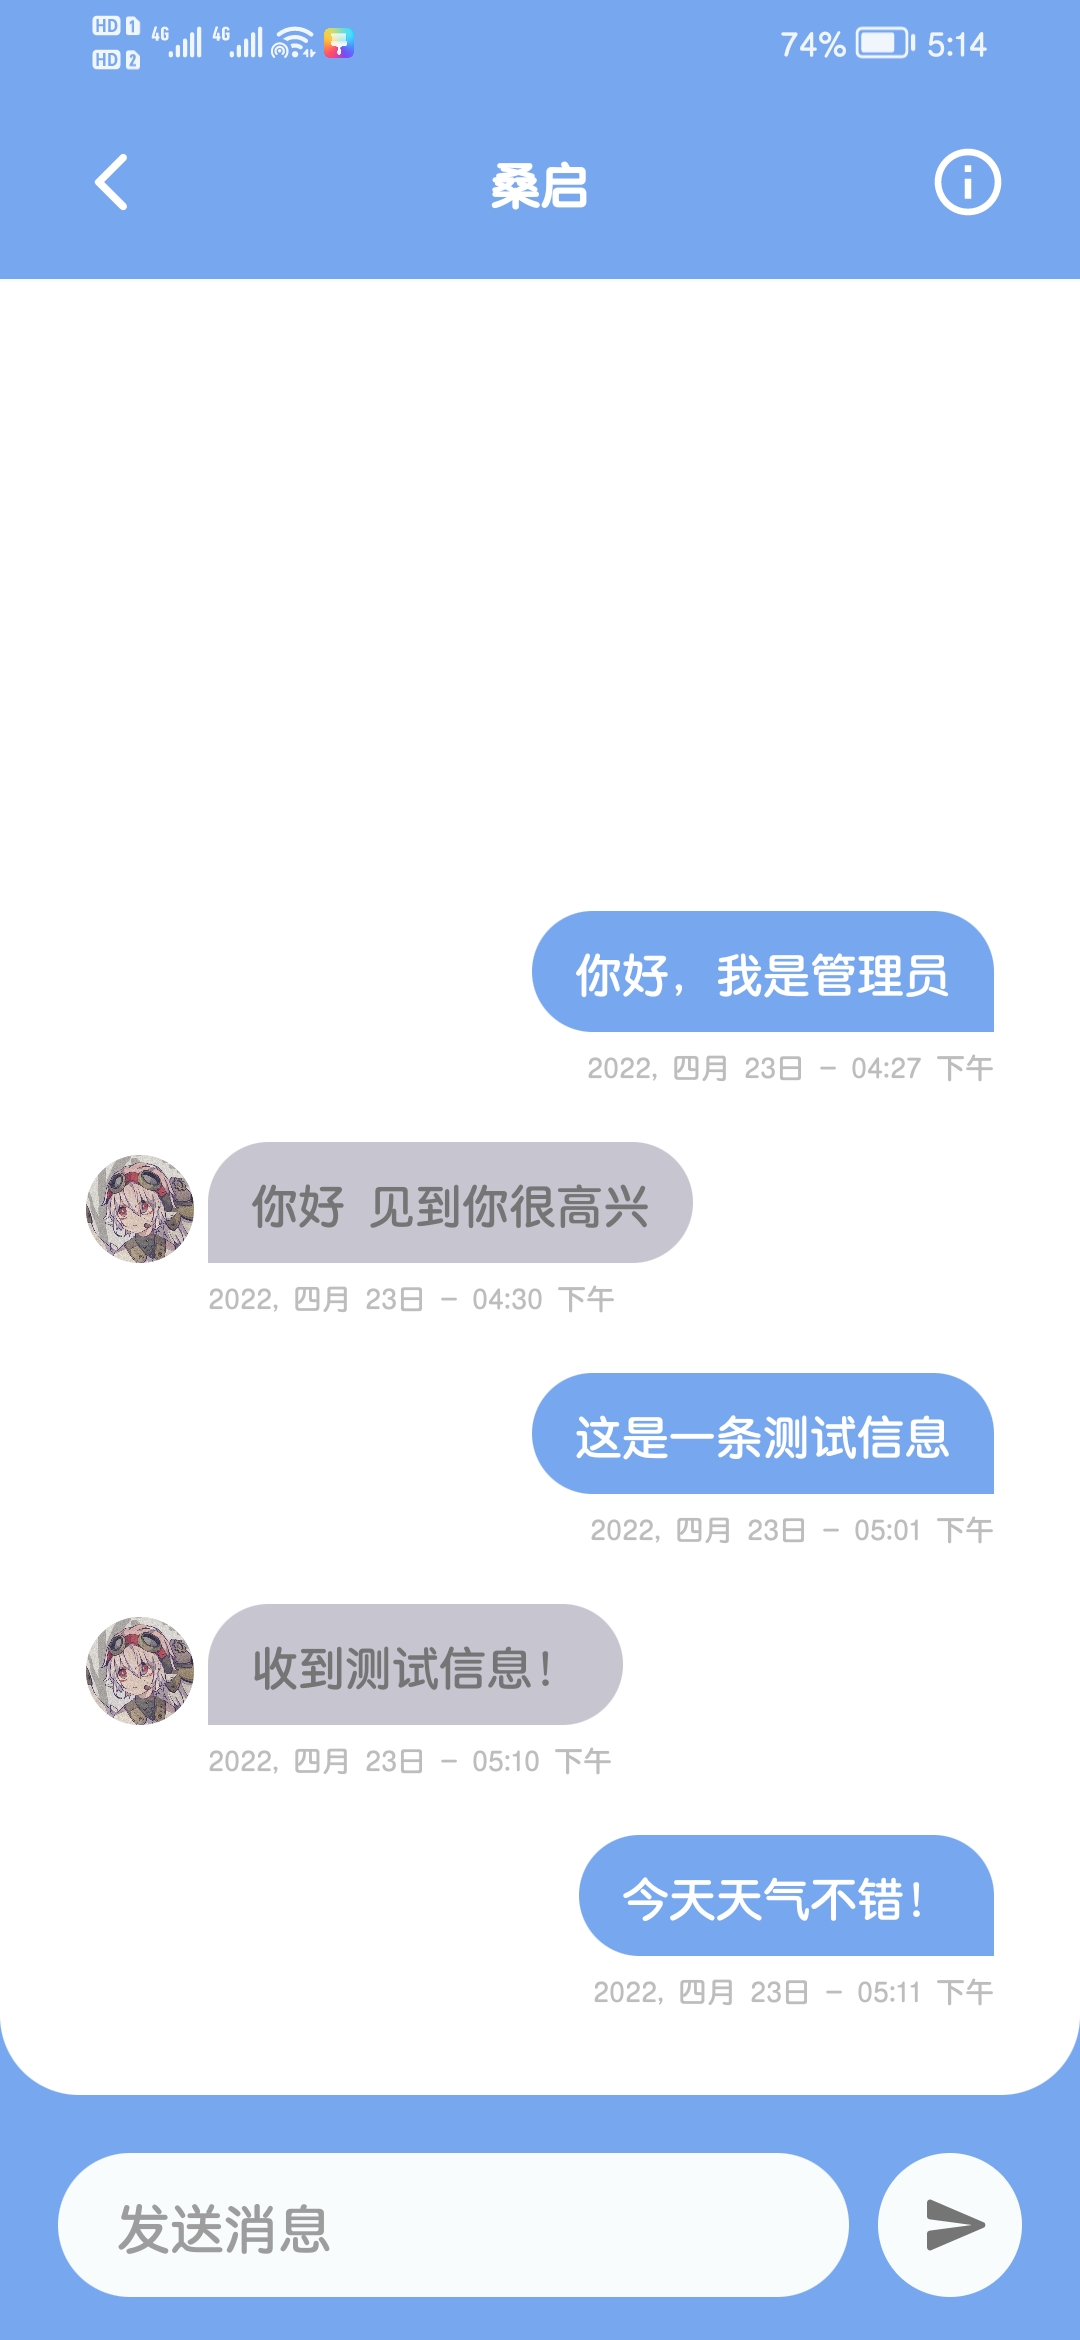 HD 1 4G 4G 74% 5:14
HD 2
桑启
你好，我是管理员
2022, 四月 23日 - 04:27 下午
你好 见到你很高兴
2022, 四月 23日 - 04:30 下午
这是一条测试信息
2022, 四月 23日 - 05:01 下午
收到测试信息！
2022, 四月 23日 - 05:10 下午
今天天气不错！
2022, 四月 23日 - 05:11 下午
发送消息